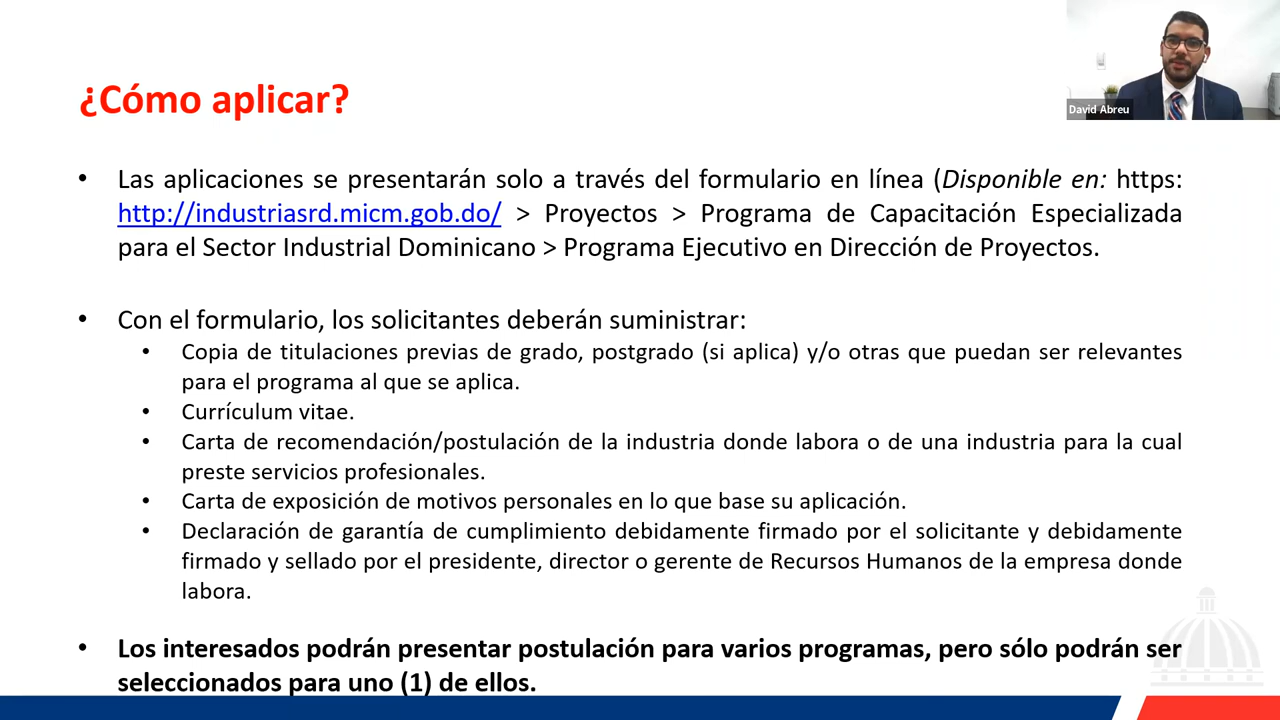 David Abreu
¿Cómo aplicar?
• Las aplicaciones se presentarán solo a través del formulario en línea (Disponible en: https:
http://industriasrd.micm.gob.do/ > Proyectos > Programa de Capacitación Especializada
para el Sector Industrial Dominicano > Programa Ejecutivo en Dirección de Proyectos.
• Con el formulario, los solicitantes deberán suministrar:
• Copia de titulaciones previas de grado, postgrado (si aplica) y/o otras que puedan ser relevantes
para el programa al que se aplica.
• Currículum vitae.
• Carta de recomendación/postulación de la industria donde labora o de una industria para la cual
preste servicios profesionales.
• Carta de exposición de motivos personales en lo que base su aplicación.
• Declaración de garantía de cumplimiento debidamente firmado por el solicitante y debidamente
firmado y sellado por el presidente, director o gerente de Recursos Humanos de la empresa donde
labora.
• Los interesados podrán presentar postulación para varios programas, pero sólo podrán ser
seleccionados para uno (1) de ellos.